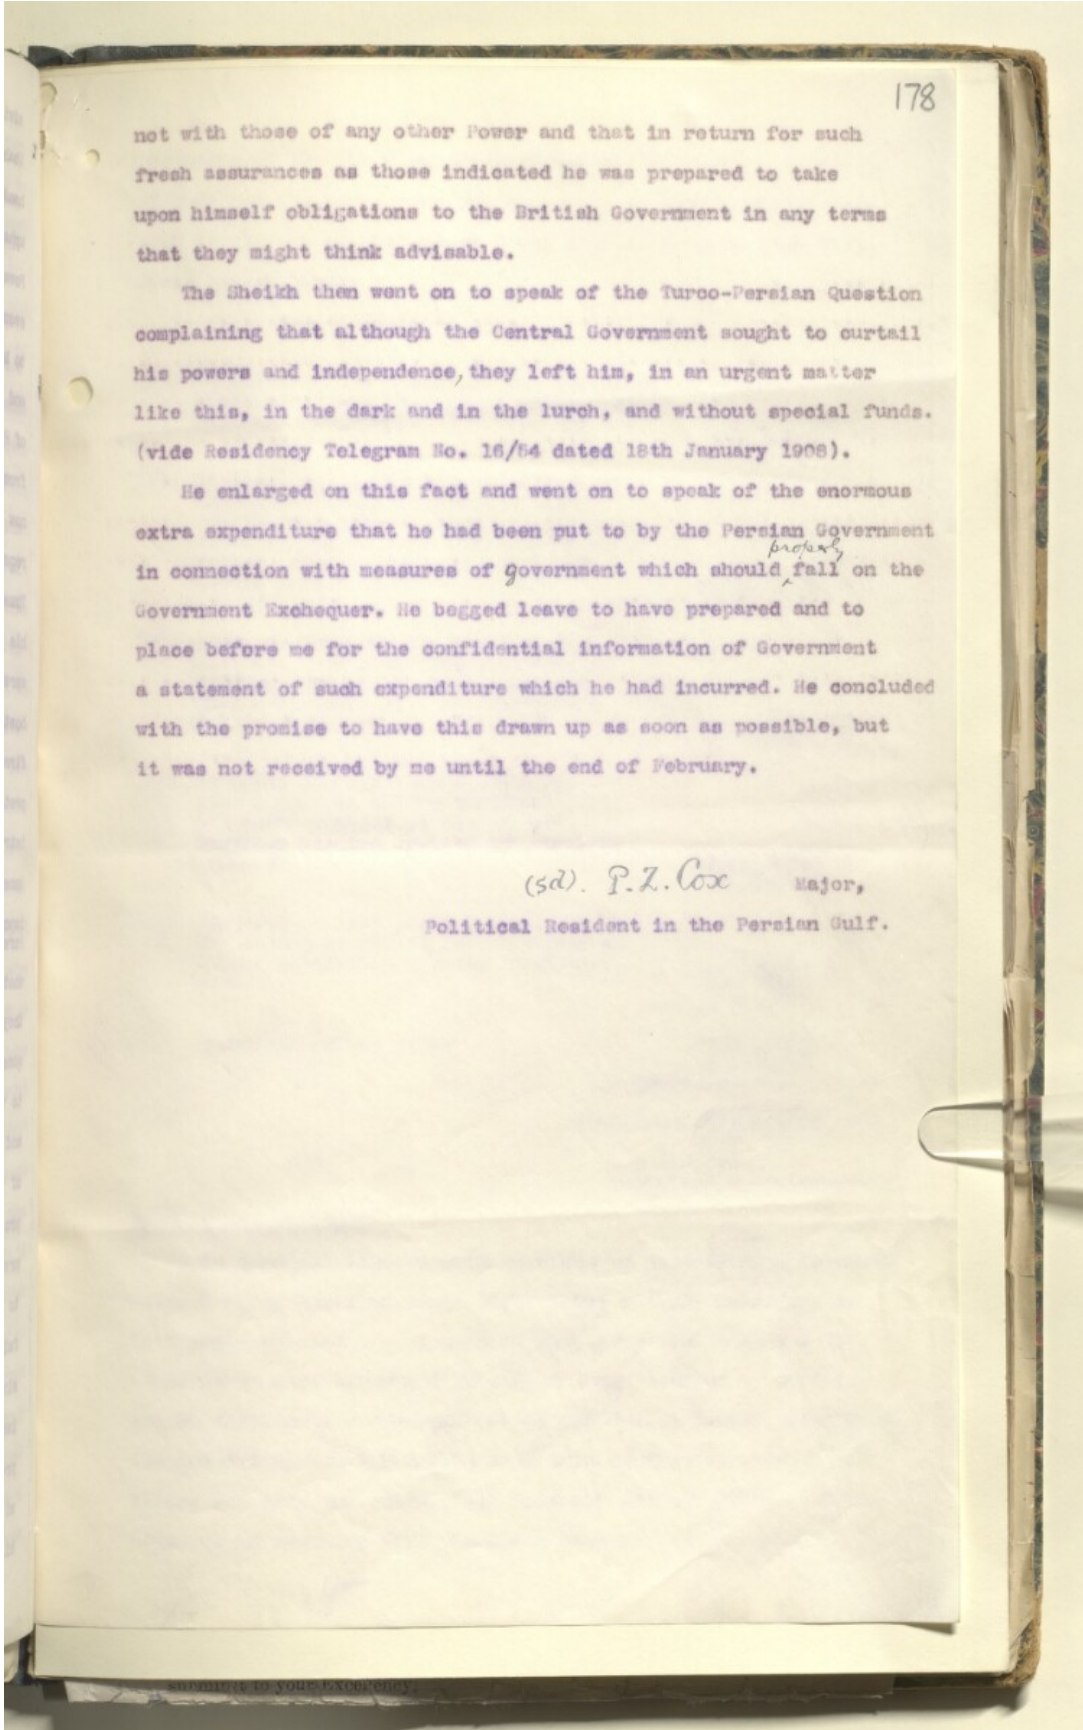 178
not with those of any other Power and that in return for such
fresh assurances as those indicated he was prepared to take
upon himself obligations to the British Government in any terms
that they might think advisable.
The Sheikh then went on to speak of the Turco-Persian Question
complaining that although the Central Government sought to curtail
his powers and independence, they left him, in an urgent matter
like this, in the dark and in the lurch, and without special funds.
(vide Residency Telegram No. 16/54 dated 18th January 1908).
He enlarged on this fact and went on to speak of the enormous
extra expenditure that he had been put to by the Persian Government
in connection with measures of government which should properly fall on the
Government Exchequer. He begged leave to have prepared and to
place before me for the confidential information of Government
a statement of such expenditure which he had incurred. He concluded
with the promise to have this drawn up as soon as possible, but
it was not received by me until the end of February.
(sd). P. Z. Cox Major,
Political Resident in the Persian Gulf.
to your Excellency